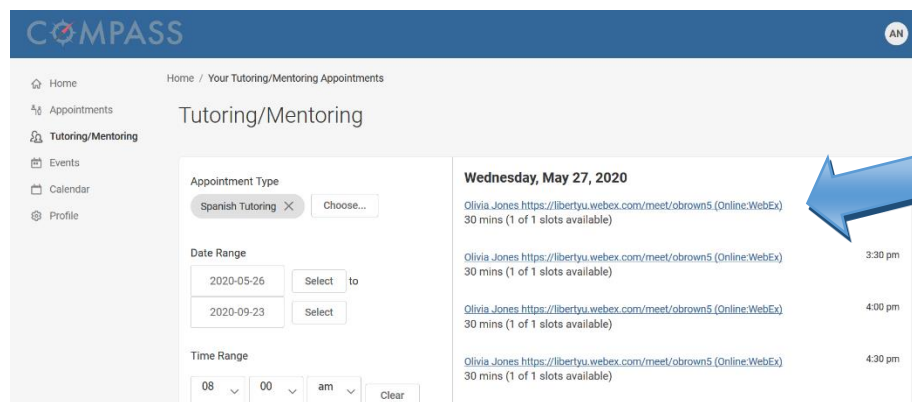 COMPASS
AN
Home
Appointments
Tutoring/Mentoring
Events
Calendar
Profile
Home / Your Tutoring/Mentoring Appointments
Tutoring/Mentoring
Appointment Type
Spanish Tutoring
Choose...
Date Range
2020-05-26 Select to
2020-09-23 Select
Time Range
08 00 am Clear
Wednesday, May 27, 2020
Olivia Jones https://libertyu.webex.com/meet/obrown5 (Online:WebEx)
30 mins (1 of 1 slots available)
Olivia Jones https://libertyu.webex.com/meet/obrown5 (Online:WebEx) 3:30 pm
30 mins (1 of 1 slots available)
Olivia Jones https://libertyu.webex.com/meet/obrown5 (Online:WebEx) 4:00 pm
30 mins (1 of 1 slots available)
Olivia Jones https://libertyu.webex.com/meet/obrown5 (Online:WebEx) 4:30 pm
30 mins (1 of 1 slots available)